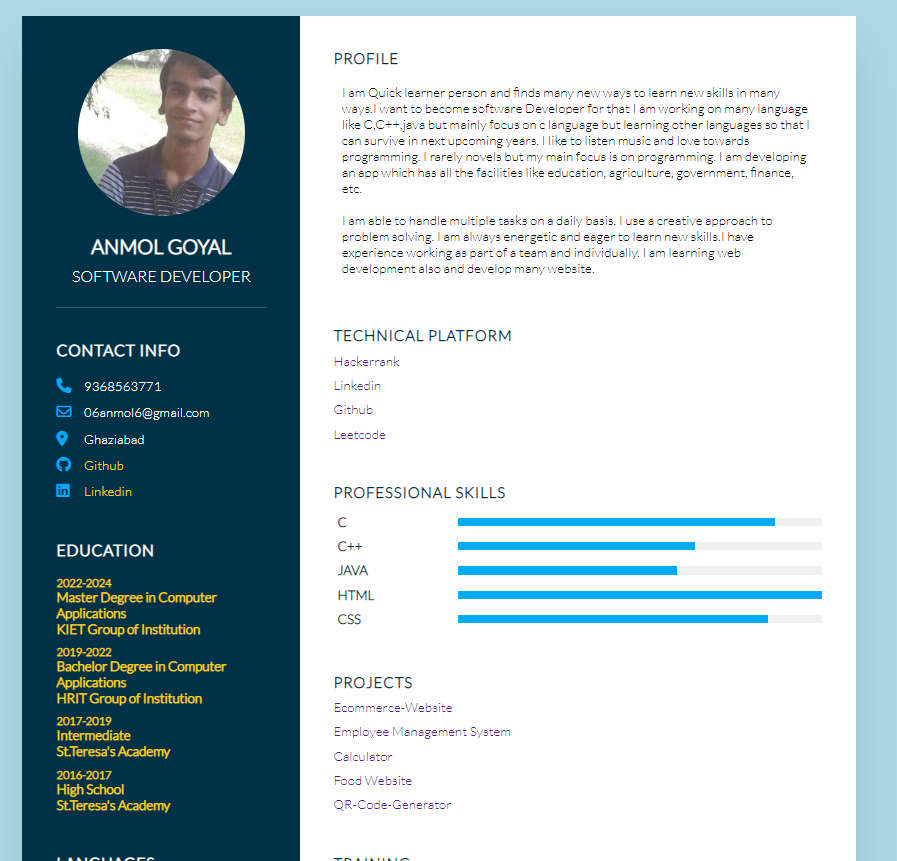 ANMOL GOYAL
SOFTWARE DEVELOPER
CONTACT INFO
9368563771
06anmol6@gmail.com
Ghaziabad
Github
Linkedin
EDUCATION
2022-2024
Master Degree in Computer
Applications
KIET Group of Institution
2019-2022
Bachelor Degree in Computer
Applications
HRIT Group of Institution
2017-2019
Intermediate
St.Teresa's Academy
2016-2017
High School
St.Teresa's Academy
LANGUAGES
PROFILE
I am Quick learner person and finds many new ways to learn new skills in many
ways.I want to become software Developer for that I am working on many language
like C,C++,java but mainly focus on c language but learning other languages so that I
can survive in next upcoming years. I like to listen music and love towards
programming. I rarely novels but my main focus is on programming. I am developing
an app which has all the facilities like education, agriculture, government, finance,
etc.
I am able to handle multiple tasks on a daily basis. I use a creative approach to
problem solving. I am always energetic and eager to learn new skills.I have
experience working as part of a team and individually. I am learning web
development also and develop many website.
TECHNICAL PLATFORM
Hackerrank
Linkedin
Github
Leetcode
PROFESSIONAL SKILLS
C
C++
JAVA
HTML
CSS
PROJECTS
Ecommerce-Website
Employee Management System
Calculator
Food Website
QR-Code-Generator
TRAINING